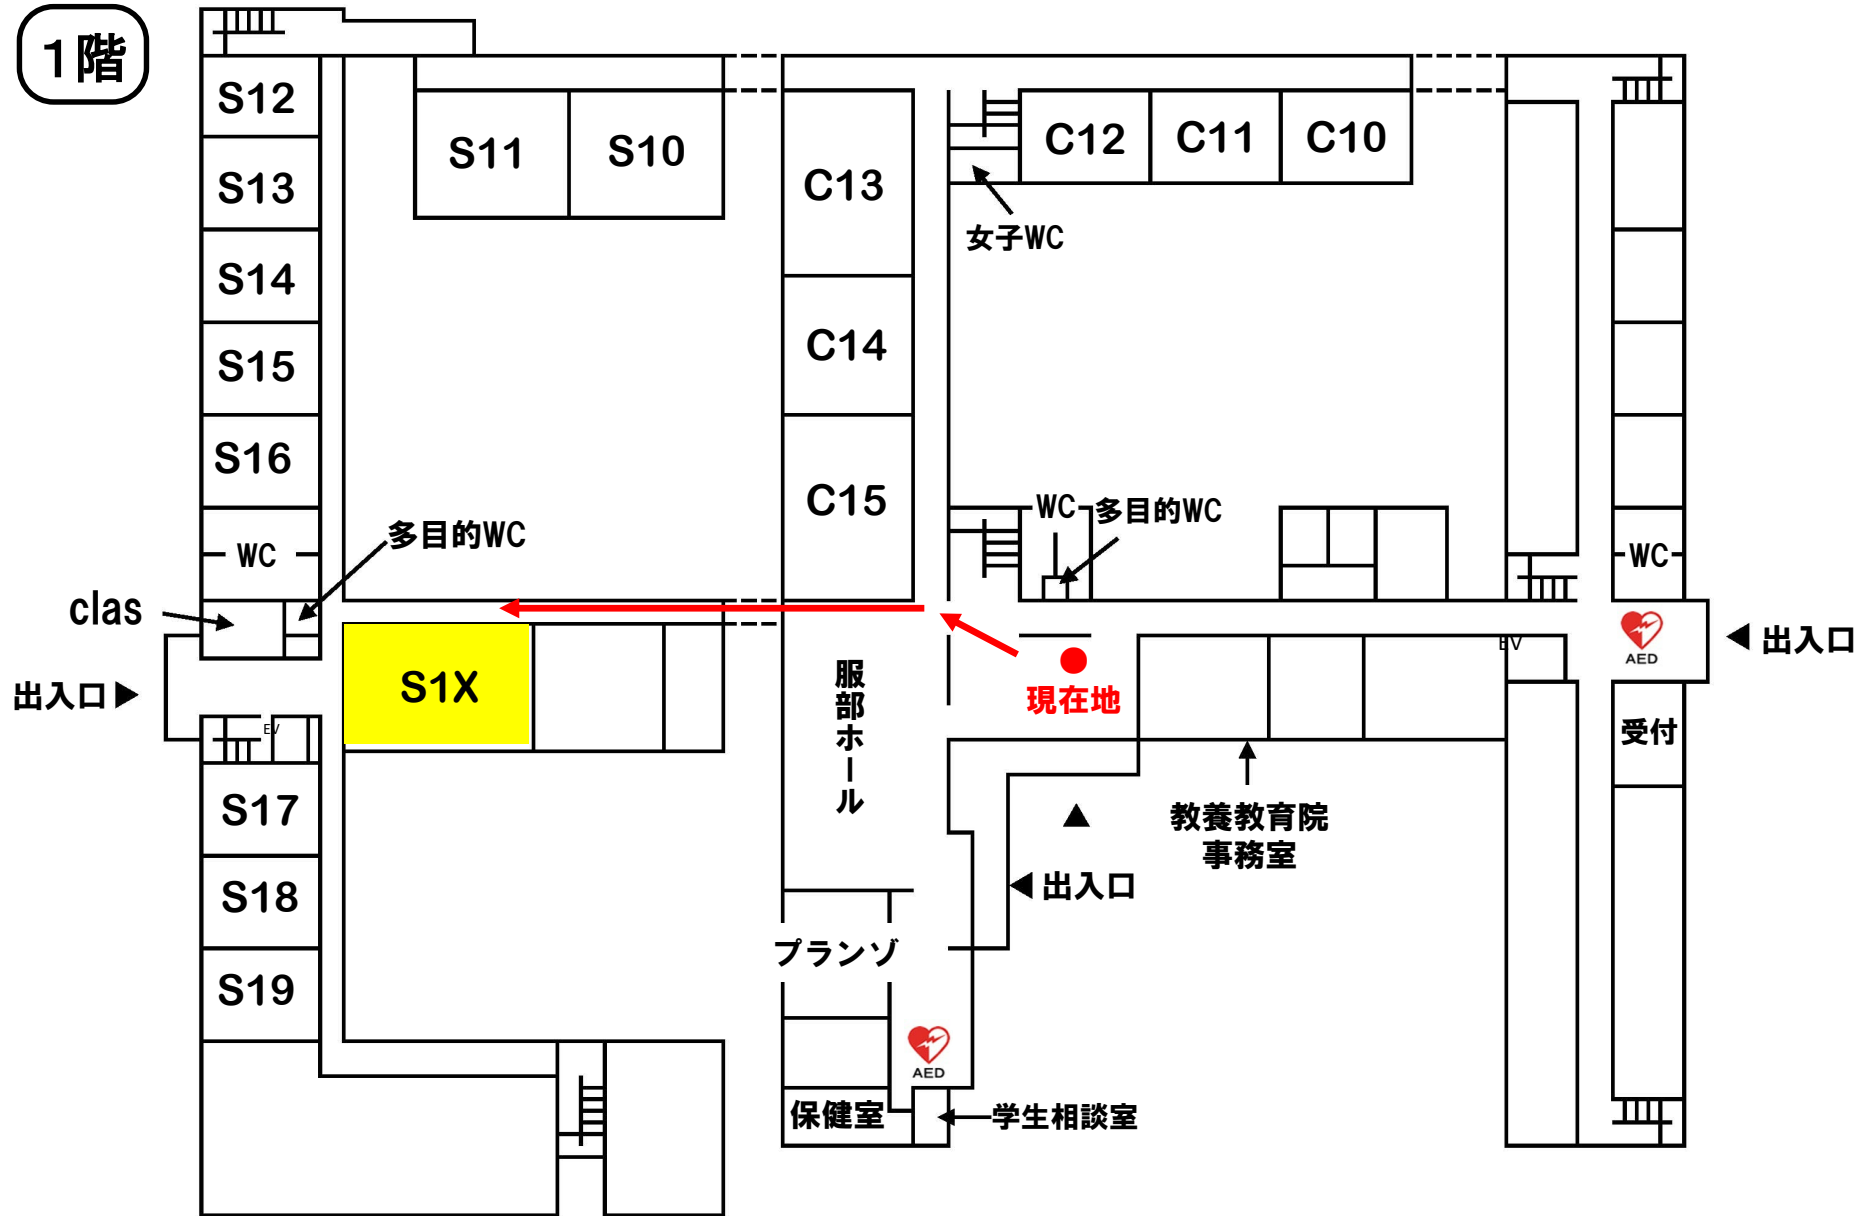 1階
S12
S11
S10
C13
C12
C11
C10
S13
女子WC
S14
S15
C14
S16
C15
WC
多目的WC
多目的WC
WC
WC
clas
出入口
S1X
服部ホール
現在地
EV
AED
出入口
EV
受付
S17
教養教育院
事務室
出入口
S18
プランゾ
S19
AED
保健室
学生相談室